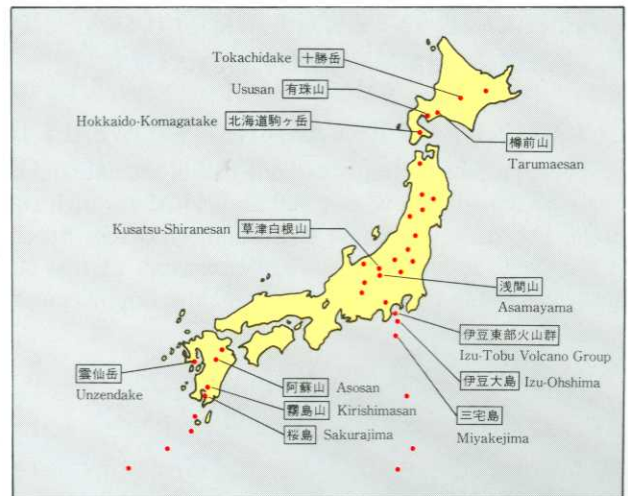 Tokachidake 十勝岳
Ususan 有珠山
Hokkaido-Komagatake 北海道駒ヶ岳
樽前山
Tarumaesan
Kusatsu-Shiranesan 草津白根山
浅間山
Asamayama
伊豆東部火山群
Izu-Tobu Volcano Group
伊豆大島 Izu-Ohshima
三宅島
Miyakejima
雲仙岳
Unzendake
阿蘇山 Asosan
霧島山 Kirishimasan
桜島 Sakurajima